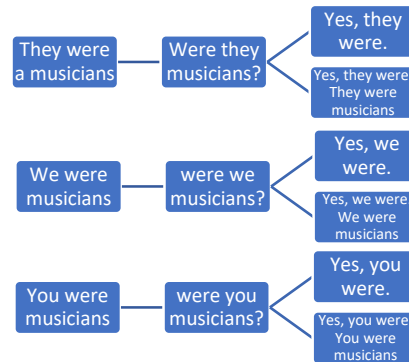 They were
a musicians
Were they
musicians?
Yes, they
were.
Yes, they were.
They were
musicians
We were
musicians
were we
musicians?
Yes, we
were.
Yes, we were.
We were
musicians
You were
musicians
were you
musicians?
Yes, you
were.
Yes, you were.
You were
musicians